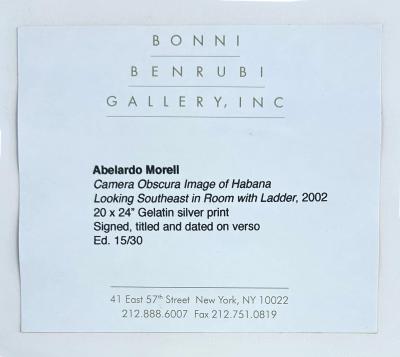 BONNI
BENRUBI
GALLERY, INC
Abelardo Morell
Camera Obscura Image of Habana
Looking Southeast in Room with Ladder, 2002
20 x 24" Gelatin silver print
Signed, titled and dated on verso
Ed. 15/30
41 East 57th Street New York, NY 10022
212.888.6007 Fax 212.751.0819